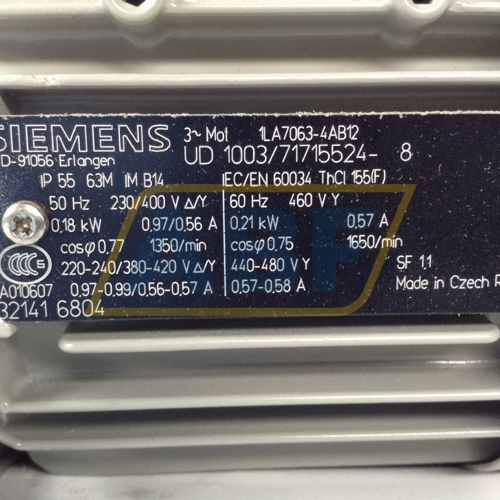 SIEMENS 3~ Mot 1LA7063-4AB12
D-91056 Erlangen UD 1003/71715524- 8
IP 55 63M IM B14 IEC/EN 60034 ThCl 155(F)
50 Hz 230/400 V Δ/Y 60 Hz 460 V Y
0,18 kW 0.97/0,56 A 0,21 kW 0,57 A
cosφ 0,77 1350/min cosφ 0,75 1650/min
220-240/380-420 V Δ/Y 440-480 V Y SF 1,1
A010607 0,97-0,99/0,56-0,57 A 0,57-0,58 A Made in Czech R
32141 6804